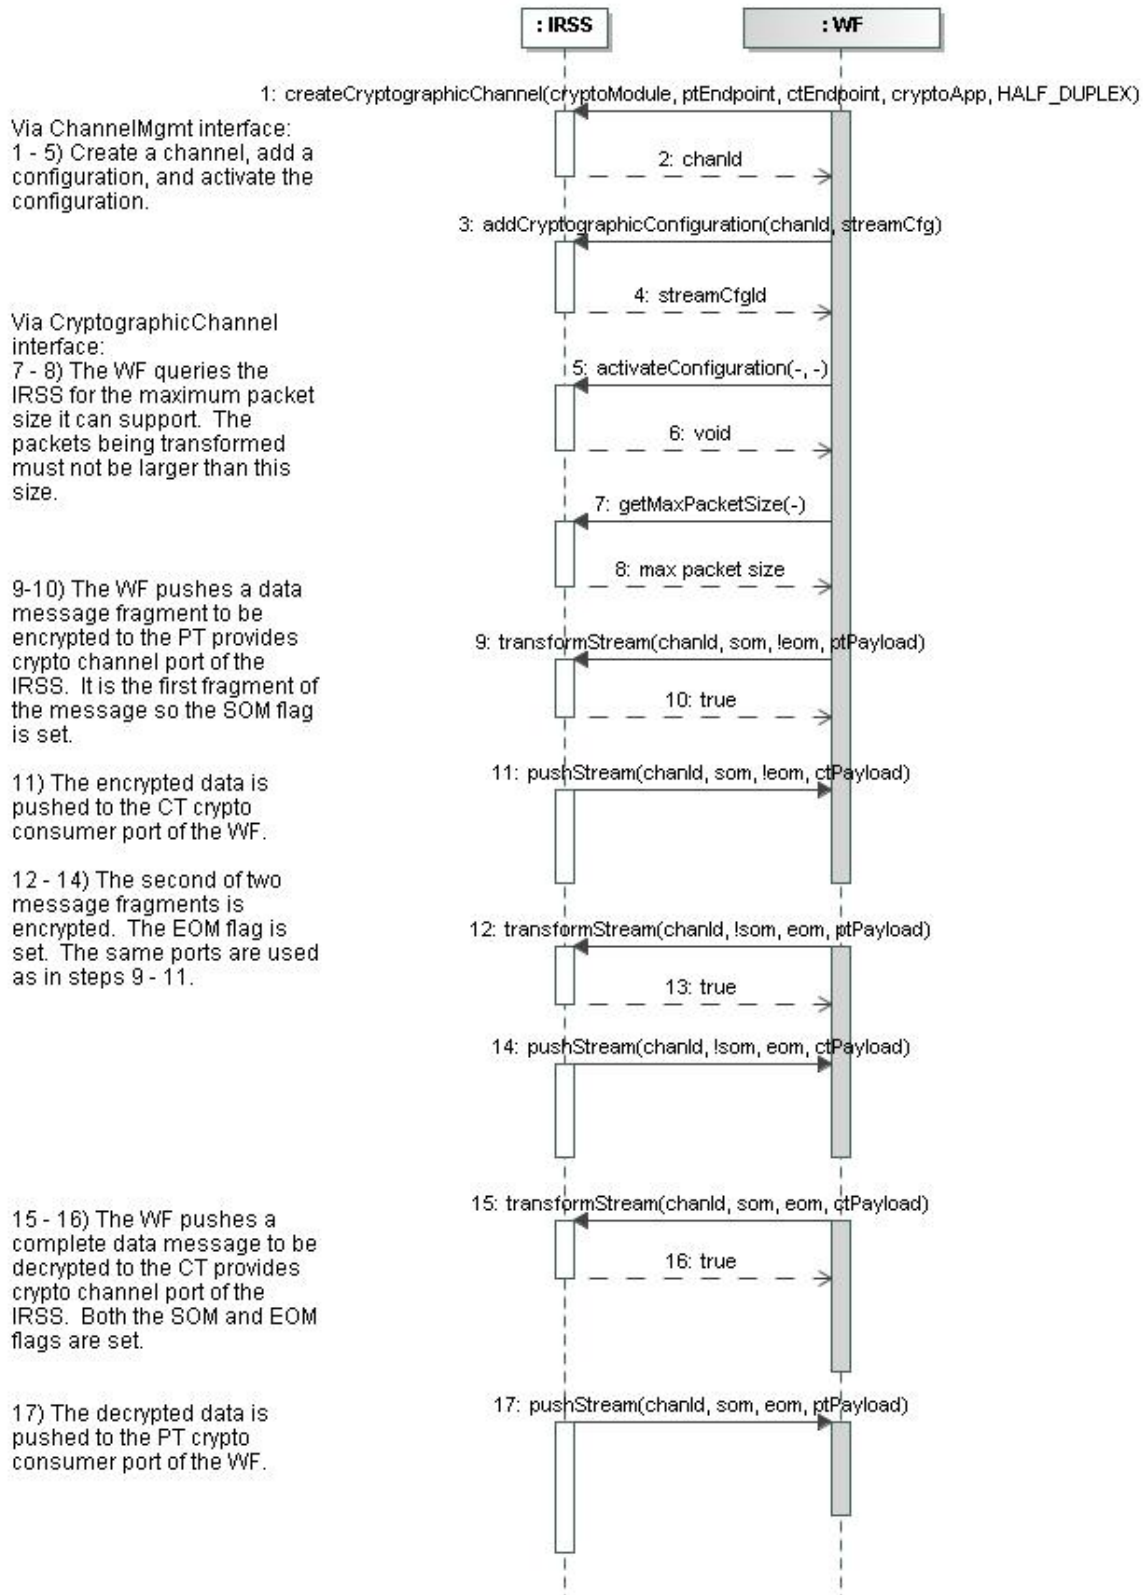 : IRSS
: WF
1: createCryptographicChannel(cryptoModule, ptEndpoint, ctEndpoint, cryptoApp, HALF_DUPLEX)
Via ChannelMgmt interface:
1 - 5) Create a channel, add a
configuration, and activate the
configuration.
2: chanId
3: addCryptographicConfiguration(chanId, streamCfg)
4: streamCfgId
Via CryptographicChannel
interface:
7 - 8) The WF queries the
IRSS for the maximum packet
size it can support. The
packets being transformed
must not be larger than this
size.
5: activateConfiguration(-, -)
6: void
7: getMaxPacketSize(-)
8: max packet size
9-10) The WF pushes a data
message fragment to be
encrypted to the PT provides
crypto channel port of the
IRSS. It is the first fragment of
the message so the SOM flag
is set.
9: transformStream(chanId, som, !eom, ptPayload)
10: true
11) The encrypted data is
pushed to the CT crypto
consumer port of the WF.
11: pushStream(chanId, som, !eom, ctPayload)
12 - 14) The second of two
message fragments is
encrypted. The EOM flag is
set. The same ports are used
as in steps 9 - 11.
12: transformStream(chanId, !som, eom, ptPayload)
13: true
14: pushStream(chanId, !som, eom, ctPayload)
15 - 16) The WF pushes a
complete data message to be
decrypted to the CT provides
crypto channel port of the
IRSS. Both the SOM and EOM
flags are set.
15: transformStream(chanId, som, eom, ctPayload)
16: true
17) The decrypted data is
pushed to the PT crypto
consumer port of the WF.
17: pushStream(chanId, som, eom, ptPayload)